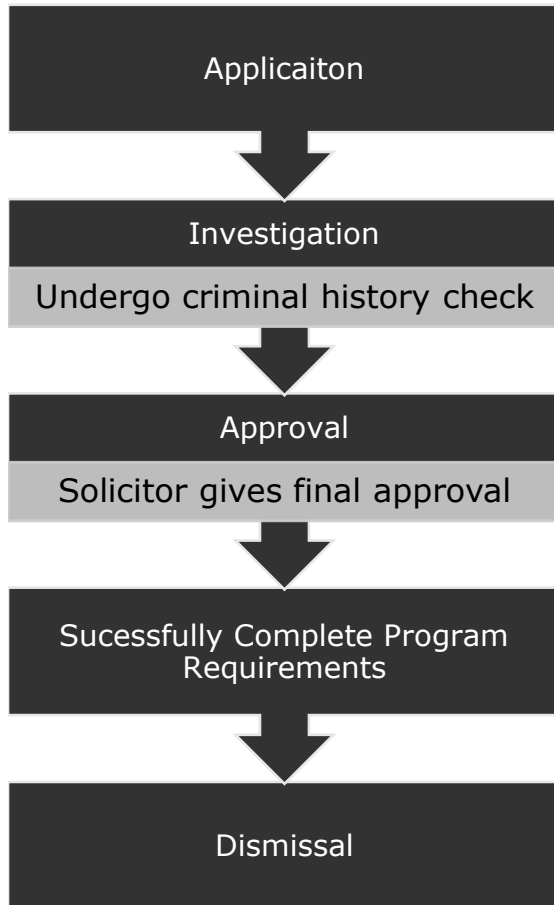 Applicaiton
Investigation
Undergo criminal history check
Approval
Solicitor gives final approval
Sucessfully Complete Program
Requirements
Dismissal